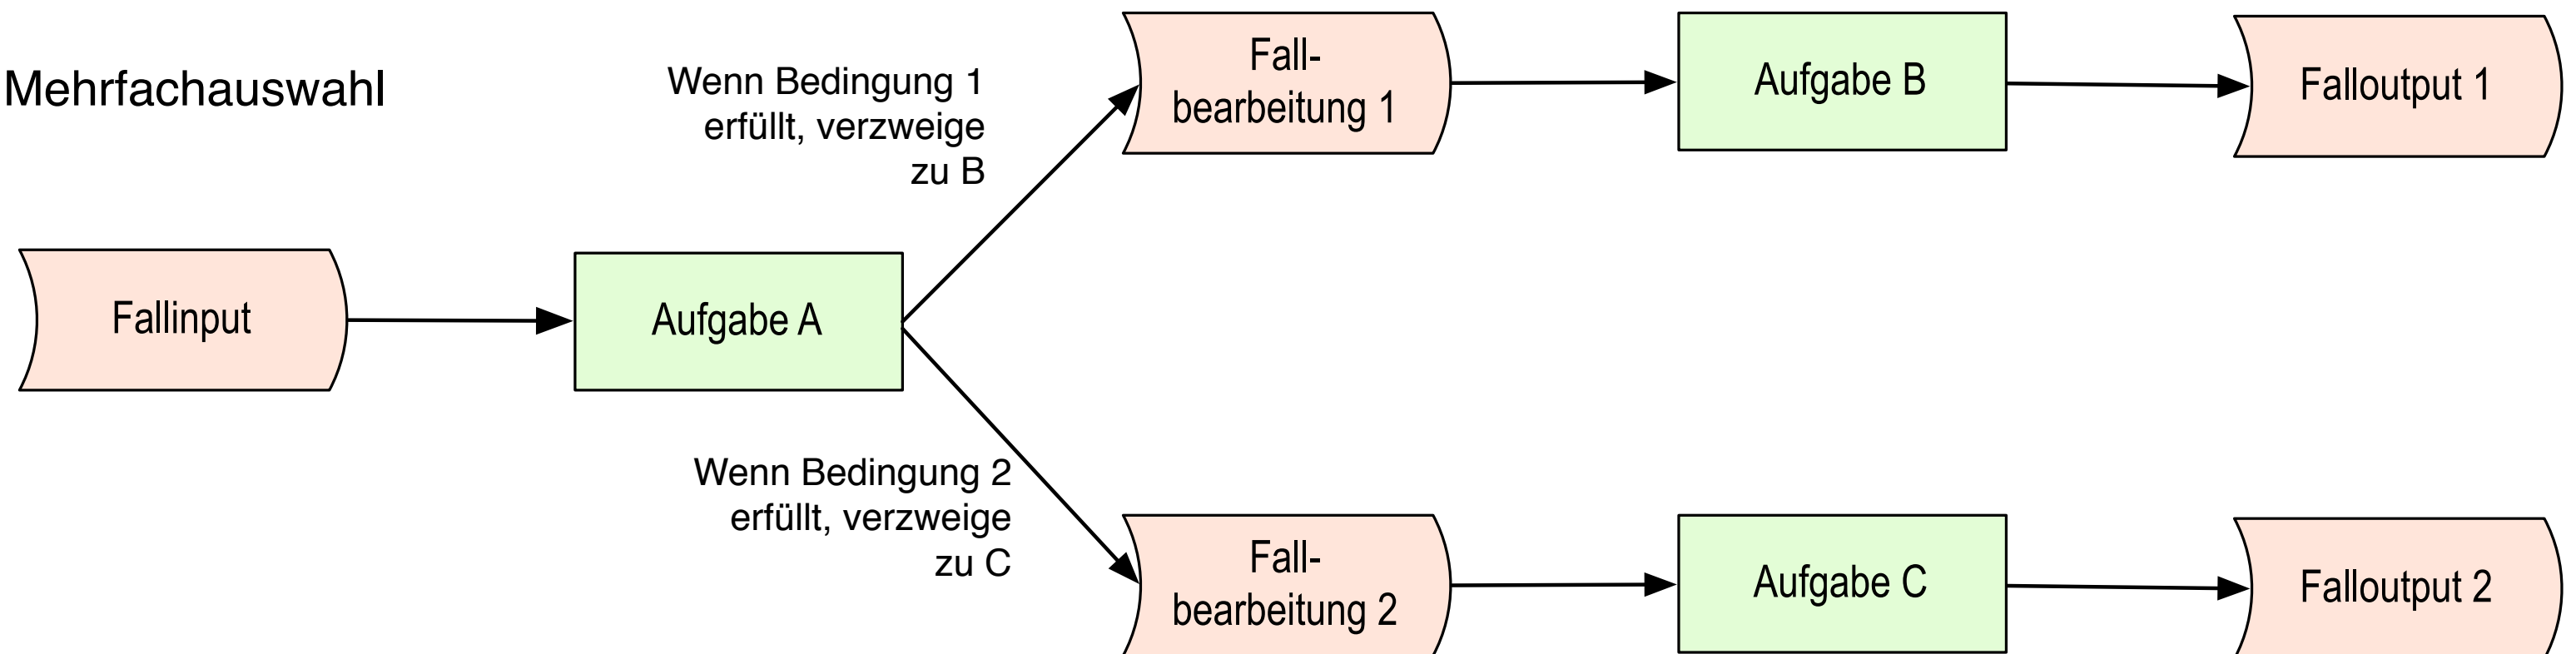 Mehrfachauswahl
Wenn Bedingung 1
erfüllt, verzweige
zu B
Fall-
bearbeitung 1
Aufgabe B
Falloutput 1
Fallinput
Aufgabe A
Wenn Bedingung 2
erfüllt, verzweige
zu C
Fall-
bearbeitung 2
Aufgabe C
Falloutput 2